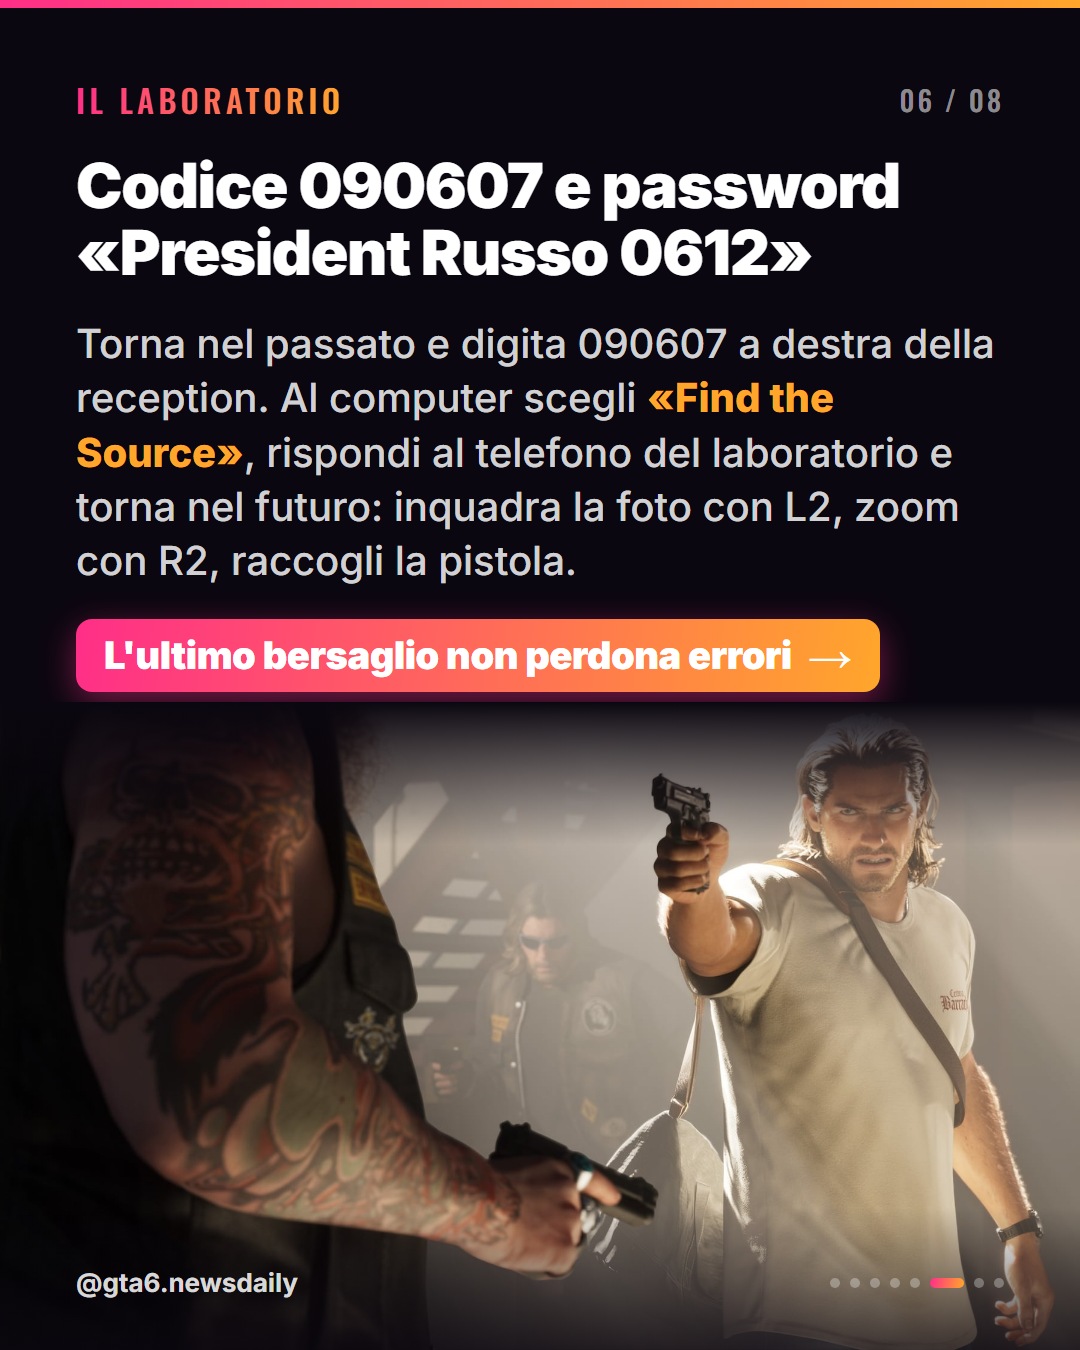 IL LABORATORIO
06 / 08
Codice 090607 e password
«President Russo 0612»
Torna nel passato e digita 090607 a destra della
reception. Al computer scegli «Find the
Source», rispondi al telefono del laboratorio e
torna nel futuro: inquadra la foto con L2, zoom
con R2, raccogli la pistola.
L'ultimo bersaglio non perdona errori →
@gta6.newsdaily